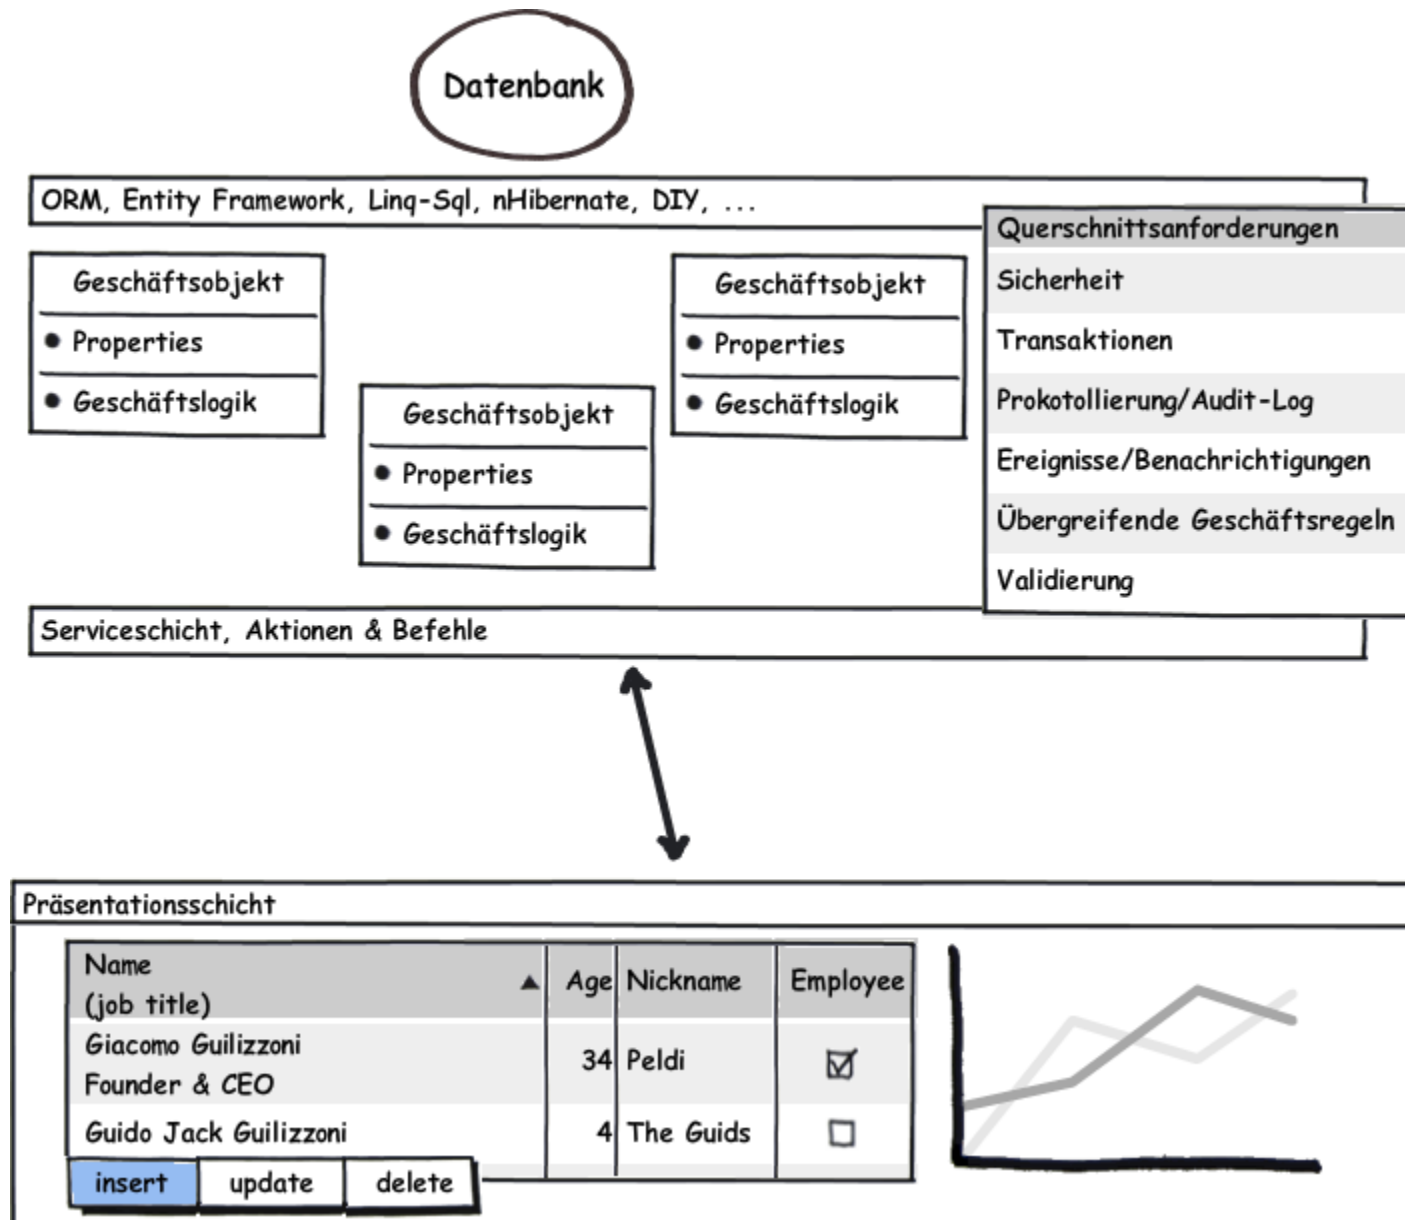 Datenbank
ORM, Entity Framework, Linq-Sql, nHibernate, DIY, ...
Querschnittsanforderungen
Sicherheit
Transaktionen
Prokotollierung/Audit-Log
Ereignisse/Benachrichtigungen
Übergreifende Geschäftsregeln
Validierung
Geschäftsobjekt
Properties
Geschäftslogik
Geschäftsobjekt
Properties
Geschäftslogik
Geschäftsobjekt
Properties
Geschäftslogik
Serviceschicht, Aktionen & Befehle
Präsentationsschicht
Name
(job title)
Age
Nickname
Employee
Giacomo Guilizzoni
Founder & CEO
34
Peldi
Guido Jack Guilizzoni
4
The Guids
insert
update
delete